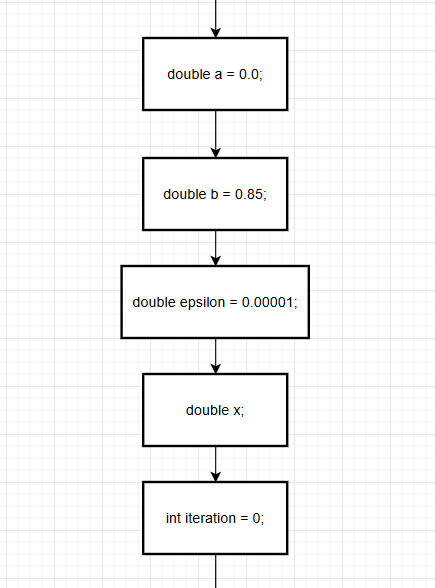 double a = 0.0;
double b = 0.85;
double epsilon = 0.00001;
double x;
int iteration = 0;